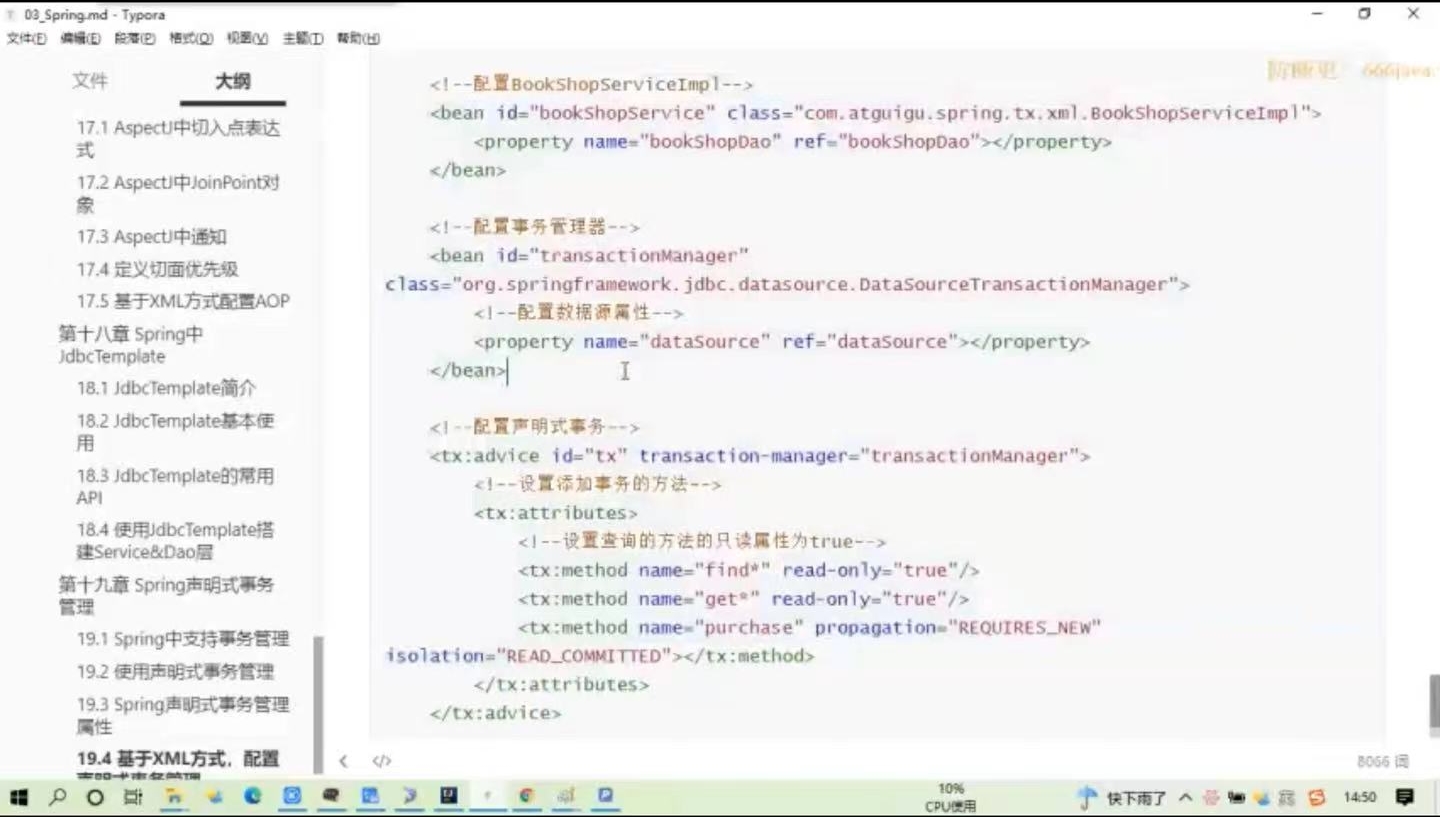 03_Spring.md - Typora
文件(F) 编辑(E) 段落(P) 格式(O) 视图(V) 主题(T) 帮助(H)
文件 大纲
17.1 AspectJ中切入点表达
式
17.2 AspectJ中JoinPoint对
象
17.3 AspectJ中通知
17.4 定义切面优先级
17.5 基于XML方式配置AOP
第十八章 Spring中
JdbcTemplate
18.1 JdbcTemplate简介
18.2 JdbcTemplate基本使
用
18.3 JdbcTemplate的常用
API
18.4 使用JdbcTemplate搭
建Service&Dao层
第十九章 Spring声明式事务
管理
19.1 Spring中支持事务管理
19.2 使用声明式事务管理
19.3 Spring声明式事务管理
属性
19.4 基于XML方式，配置
声明式事务管理
<!--配置BookShopServiceImpl-->
<bean id="bookShopService" class="com.atguigu.spring.tx.xml.BookShopServiceImpl">
<property name="bookShopDao" ref="bookShopDao"></property>
</bean>
<!--配置事务管理器-->
<bean id="transactionManager"
class="org.springframework.jdbc.datasource.DataSourceTransactionManager">
<!--配置数据源属性-->
<property name="dataSource" ref="dataSource"></property>
</bean>
<!--配置声明式事务-->
<tx:advice id="tx" transaction-manager="transactionManager">
<!--设置添加事务的方法-->
<tx:attributes>
<!--设置查询的方法的只读属性为true-->
<tx:method name="find*" read-only="true"/>
<tx:method name="get*" read-only="true"/>
<tx:method name="purchase" propagation="REQUIRES_NEW"
isolation="READ_COMMITTED"></tx:method>
</tx:attributes>
</tx:advice>
8066 词
10%
CPU使用
快下雨了
14:50